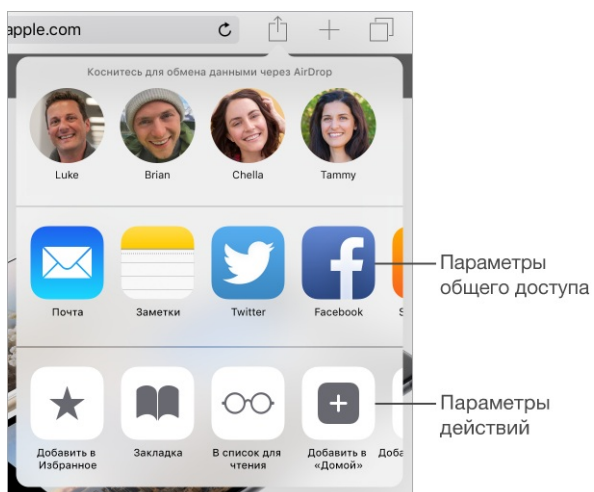 apple.com
Коснитесь для обмена данными через AirDrop
Luke
Brian
Chella
Tammy
Почта
Заметки
Twitter
Facebook
S
Параметры
общего доступа
Добавить в
Избранное
Закладка
В список для
чтения
Добавить в
«Домой»
Доба
Параметры
действий